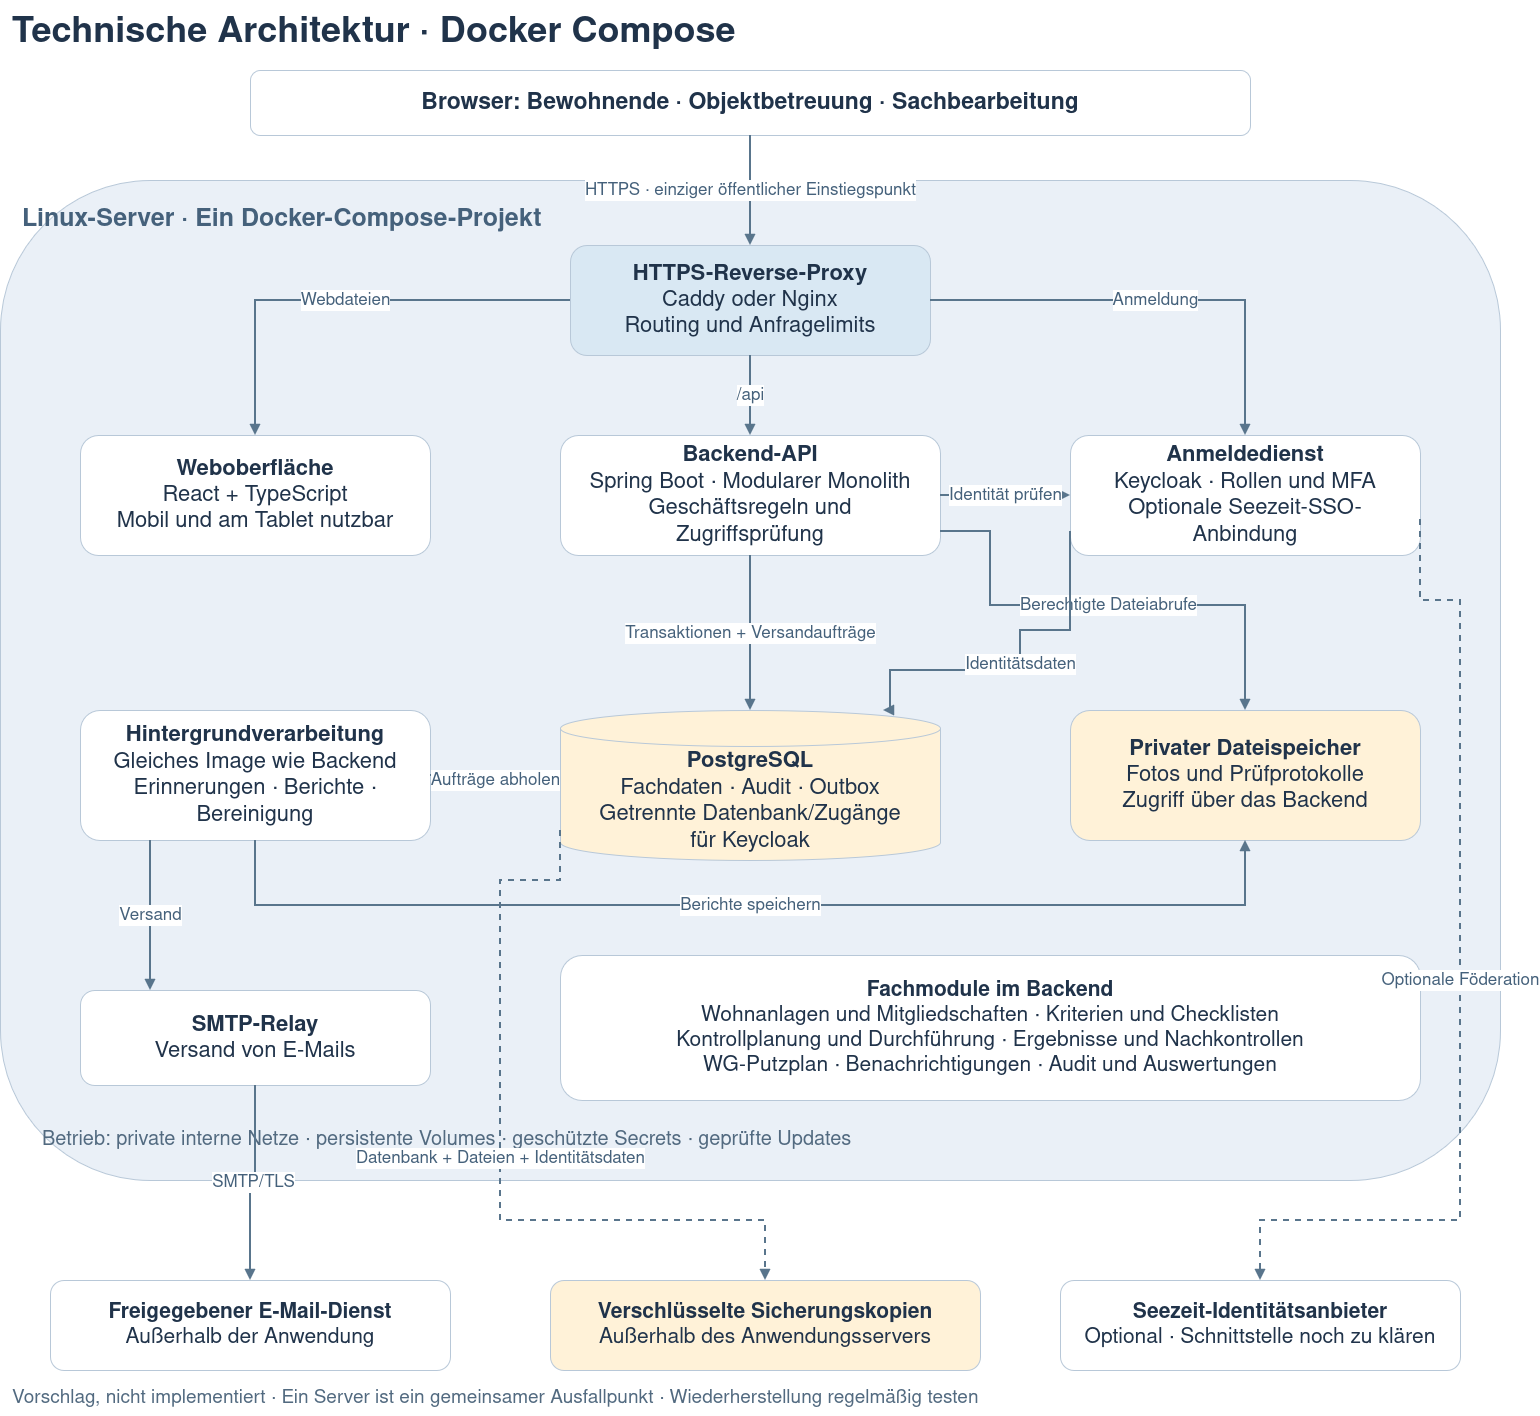 Technische Architektur · Docker Compose
Browser: Bewohnende · Objektbetreuung · Sachbearbeitung
HTTPS · einziger öffentlicher Einstiegspunkt
Linux-Server · Ein Docker-Compose-Projekt
HTTPS-Reverse-Proxy
Caddy oder Nginx
Routing und Anfragelimits
Webdateien
Anmeldung
/api
Weboberfläche
React + TypeScript
Mobil und am Tablet nutzbar
Backend-API
Spring Boot · Modularer Monolith
Geschäftsregeln und
Zugriffsprüfung
Identität prüfen
Anmeldedienst
Keycloak · Rollen und MFA
Optionale Seezeit-SSO-
Anbindung
Berechtigte Dateiabrufe
Transaktionen + Versandaufträge
Identitätsdaten
Hintergrundverarbeitung
Gleiches Image wie Backend
Erinnerungen · Berichte ·
Bereinigung
Aufträge abholen
PostgreSQL
Fachdaten · Audit · Outbox
Getrennte Datenbank/Zugänge
für Keycloak
Privater Dateispeicher
Fotos und Prüfprotokolle
Zugriff über das Backend
Versand
Berichte speichern
SMTP-Relay
Versand von E-Mails
Fachmodule im Backend
Wohnanlagen und Mitgliedschaften · Kriterien und Checklisten
Kontrollplanung und Durchführung · Ergebnisse und Nachkontrollen
WG-Putzplan · Benachrichtigungen · Audit und Auswertungen
Optionale Föderation
Betrieb: private interne Netze · persistente Volumes · geschützte Secrets · geprüfte Updates
Datenbank + Dateien + Identitätsdaten
SMTP/TLS
Freigegebener E-Mail-Dienst
Außerhalb der Anwendung
Verschlüsselte Sicherungskopien
Außerhalb des Anwendungsservers
Seezeit-Identitätsanbieter
Optional · Schnittstelle noch zu klären
Vorschlag, nicht implementiert · Ein Server ist ein gemeinsamer Ausfallpunkt · Wiederherstellung regelmäßig testen